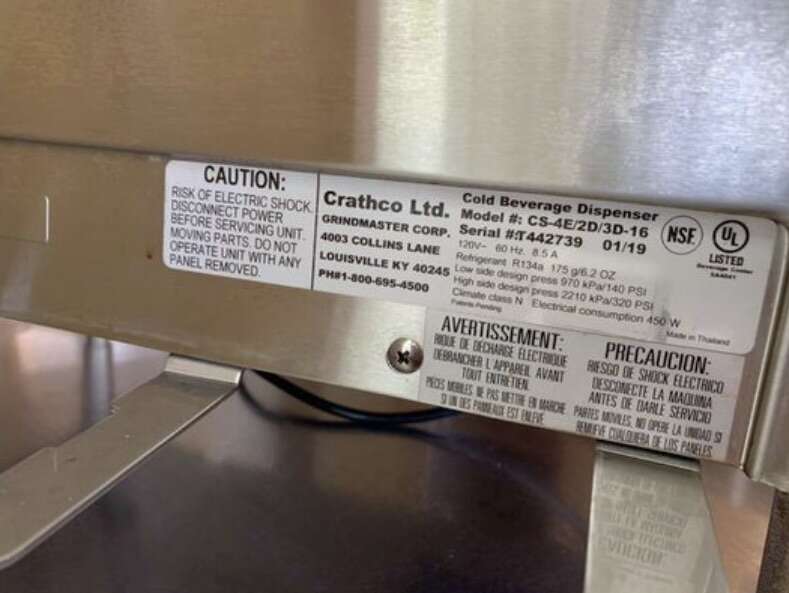 CAUTION:
RISK OF ELECTRIC SHOCK.
DISCONNECT POWER
BEFORE SERVICING UNIT.
MOVING PARTS. DO NOT
OPERATE UNIT WITH ANY
PANEL REMOVED.
Crathco Ltd.
GRINDMASTER CORP.
4003 COLLINS LANE
LOUISVILLE KY 40245
PH#1-800-695-4500
Cold Beverage Dispenser
Model #: CS-4E/2D/3D-16
Serial #:T442739 01/19
120V~ 60 Hz. 8.5 A
Refrigerant R134a 175 g/6.2 OZ
Low side design press 970 kPa/140 PSI
High side design press 2210 kPa/320 PSI
Climate class N Electrical consumption 450 W
Patents Pending
Made in Thailand
NSF
UL
LISTED
Beverage Cooler
AVERTISSEMENT:
RIQUE DE DECHARGE ELECTRIQUE
DEBRANCHER L'APPAREIL AVANT
TOUT ENTRETIEN.
PIECES MOBILES. NE PAS METTRE EN MARCHE
SI UN DES PANNEAUX EST ENLEVE
PRECAUCION:
RIESGO DE SHOCK ELECTRICO
DESCONECTE LA MAQUINA
ANTES DE DARLE SERVICIO
PARTES MOVILES, NO OPERE LA UNIDAD SI
REMUEVE CUALQUIERA DE LOS PANELES